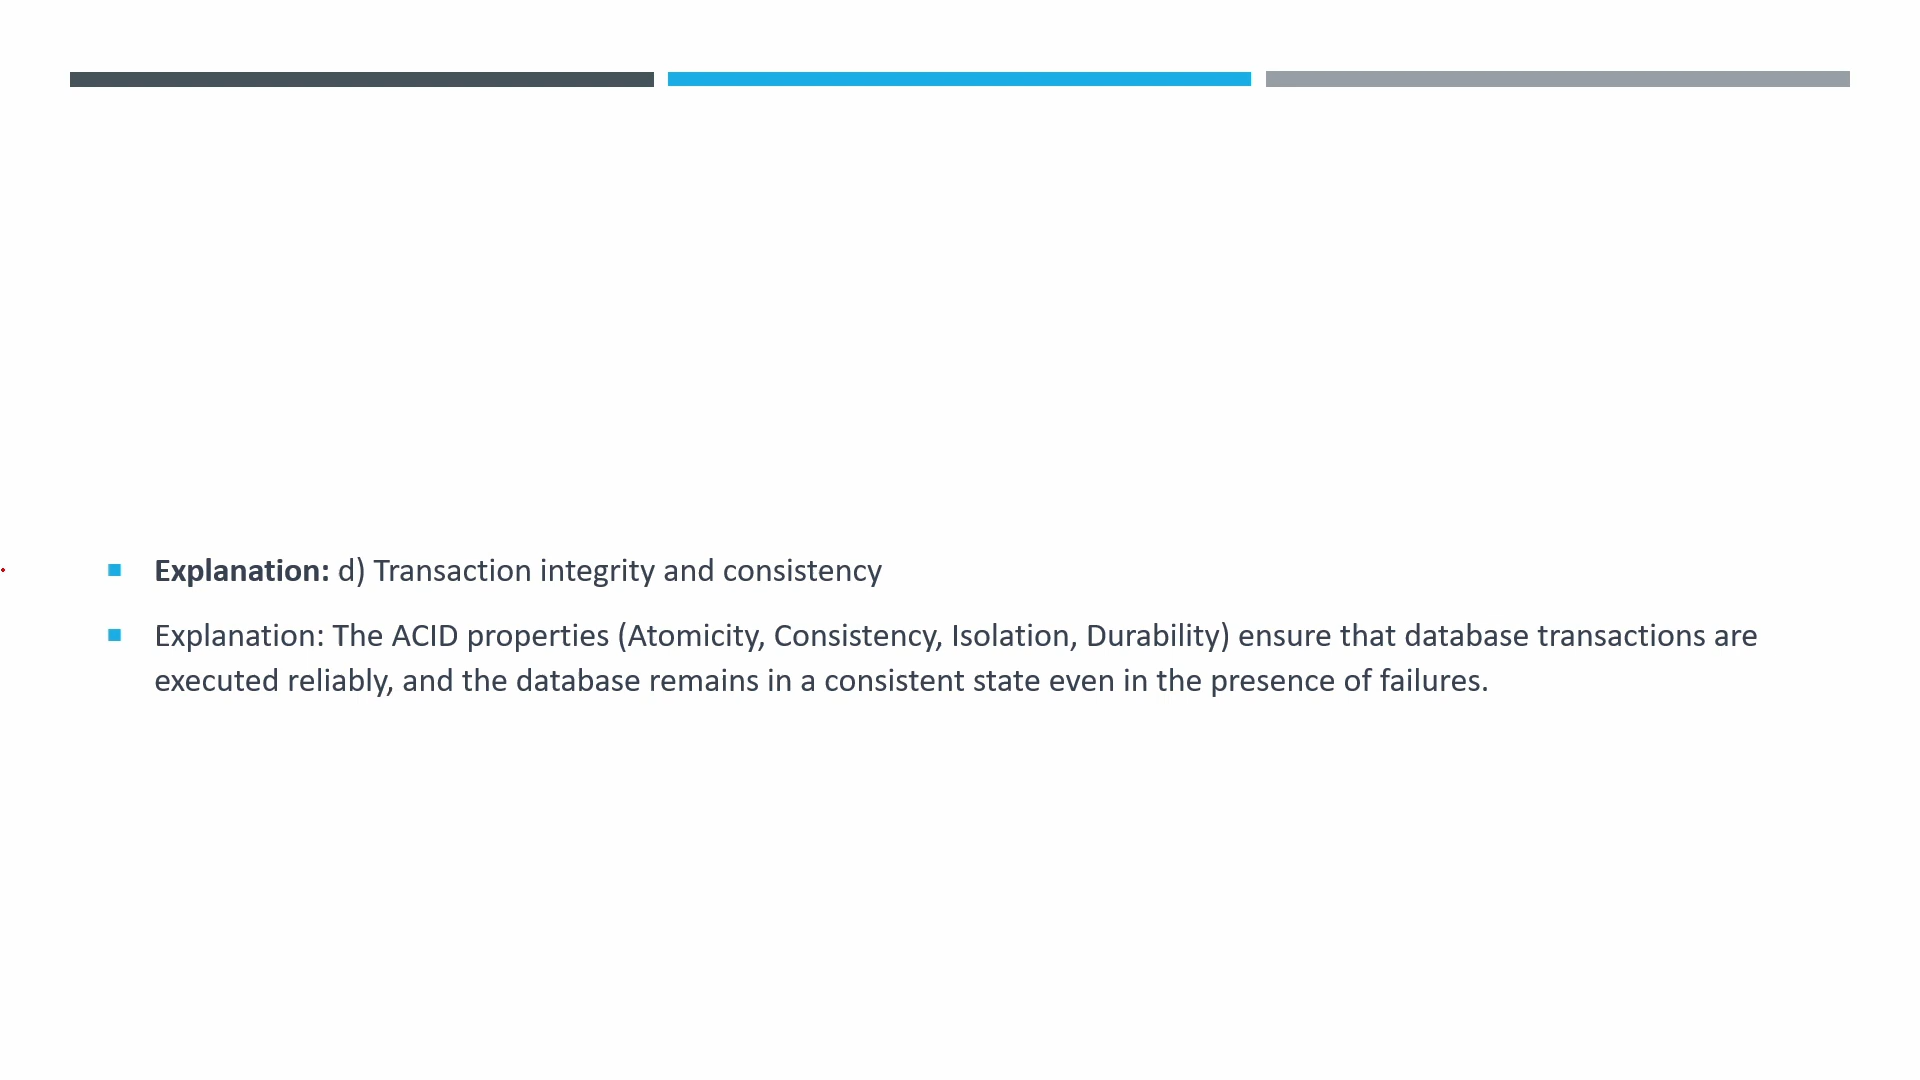 Explanation: d) Transaction integrity and consistency
Explanation: The ACID properties (Atomicity, Consistency, Isolation, Durability) ensure that database transactions are
executed reliably, and the database remains in a consistent state even in the presence of failures.